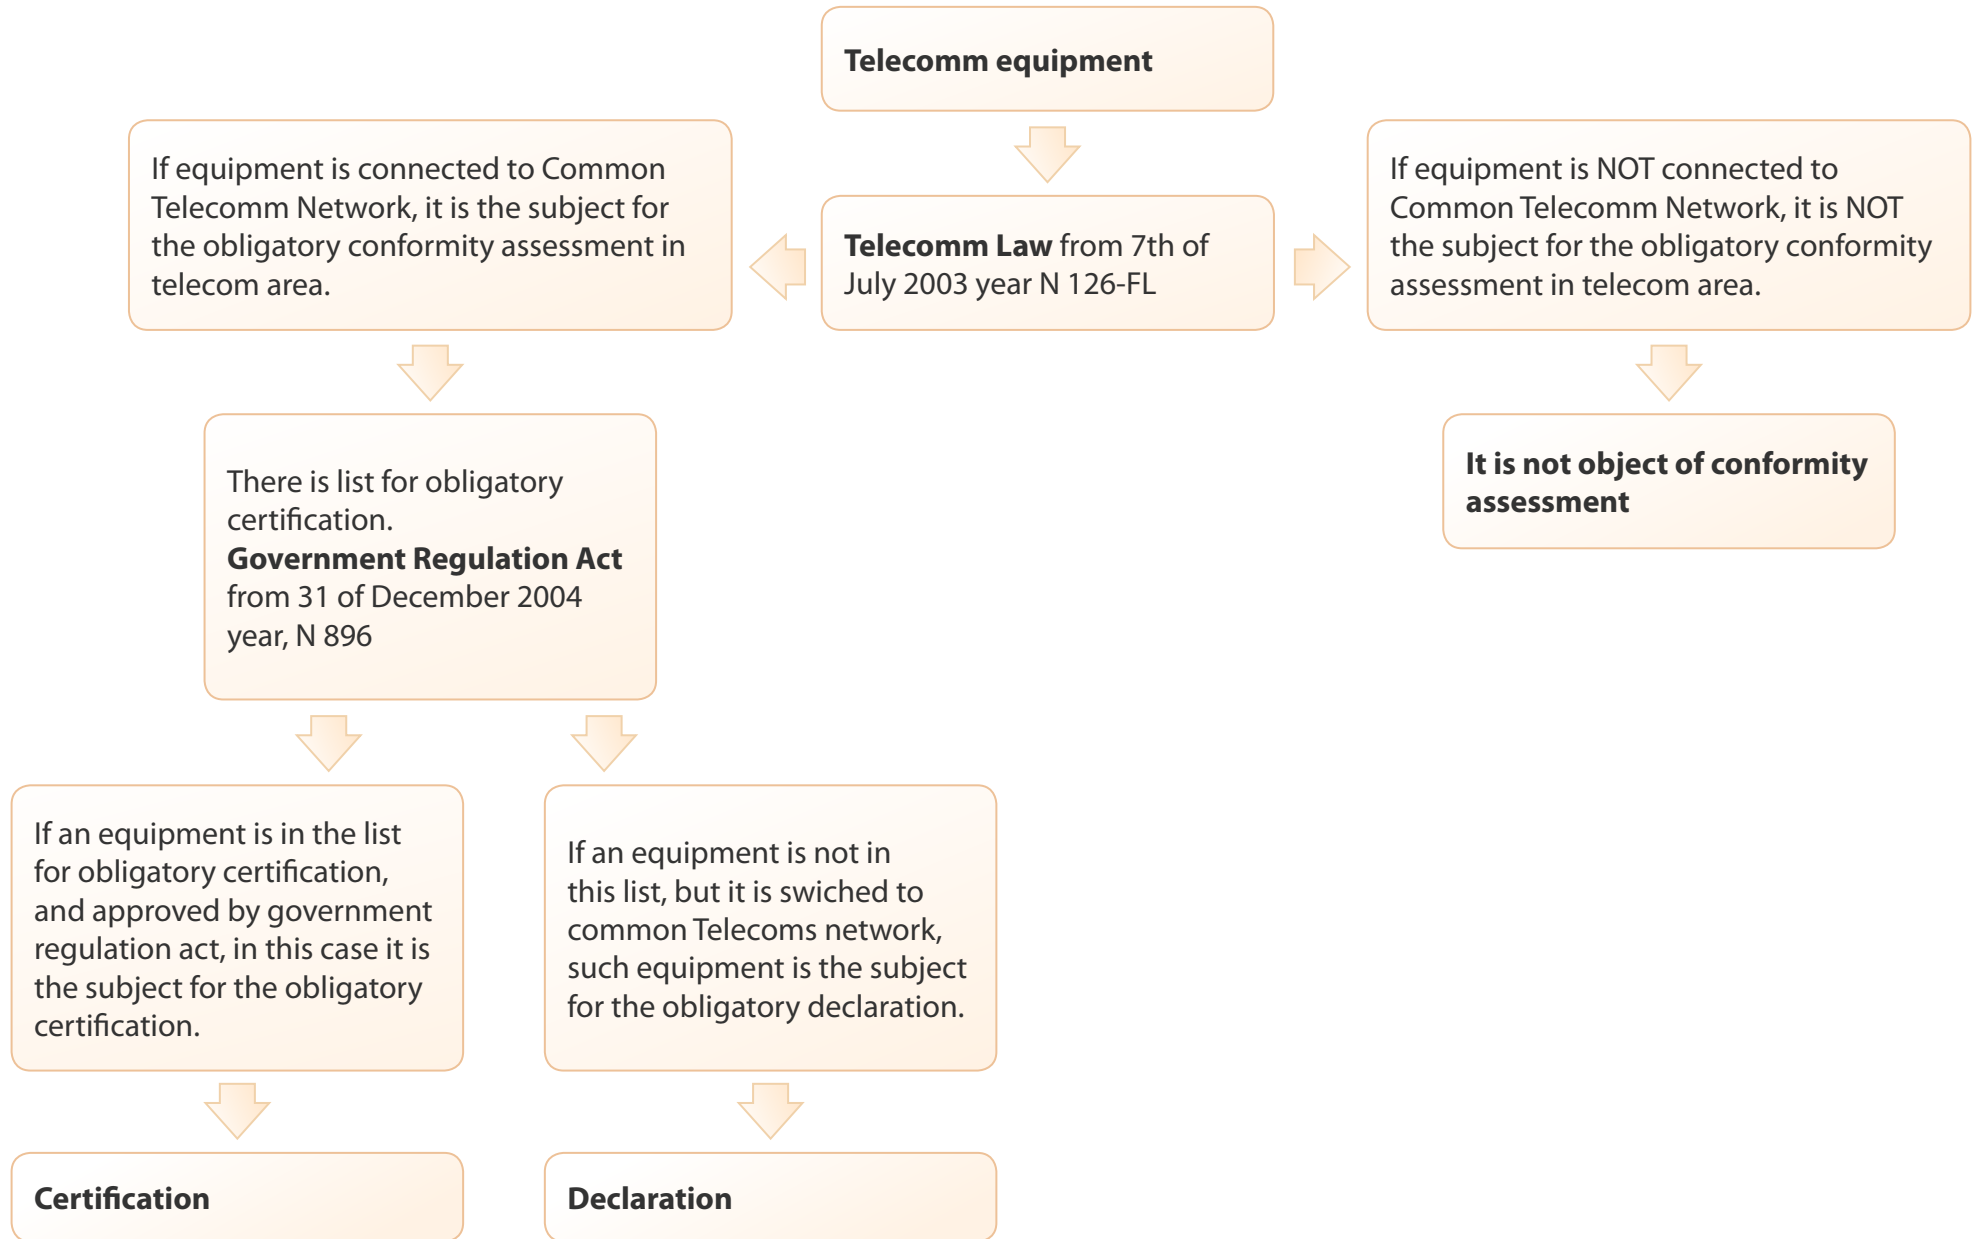 Telecomm equipment
If equipment is connected to Common
Telecomm Network, it is the subject for
the obligatory conformity assessment in
telecom area.
Telecomm Law from 7th of
July 2003 year N 126-FL
If equipment is NOT connected to
Common Telecomm Network, it is NOT
the subject for the obligatory conformity
assessment in telecom area.
There is list for obligatory
certification.
Government Regulation Act
from 31 of December 2004
year, N 896
It is not object of conformity
assessment
If an equipment is in the list
for obligatory certification,
and approved by government
regulation act, in this case it is
the subject for the obligatory
certification.
If an equipment is not in
this list, but it is swiched to
common Telecoms network,
such equipment is the subject
for the obligatory declaration.
Certification
Declaration